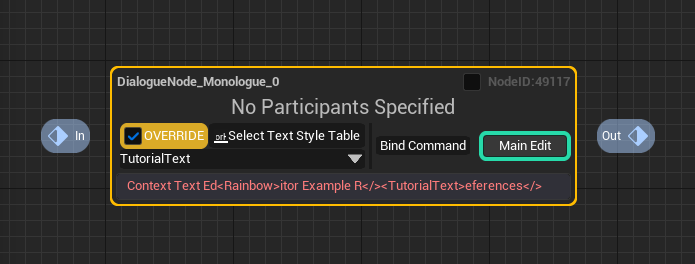 DialogueNode_Monologue_0 NodeID:49117
No Participants Specified
In
OVERRIDE Select Text Style Table
Bind Command
Main Edit
Out
TutorialText
Context Text Ed<Rainbow>itor Example R</><TutorialText>eferences</>